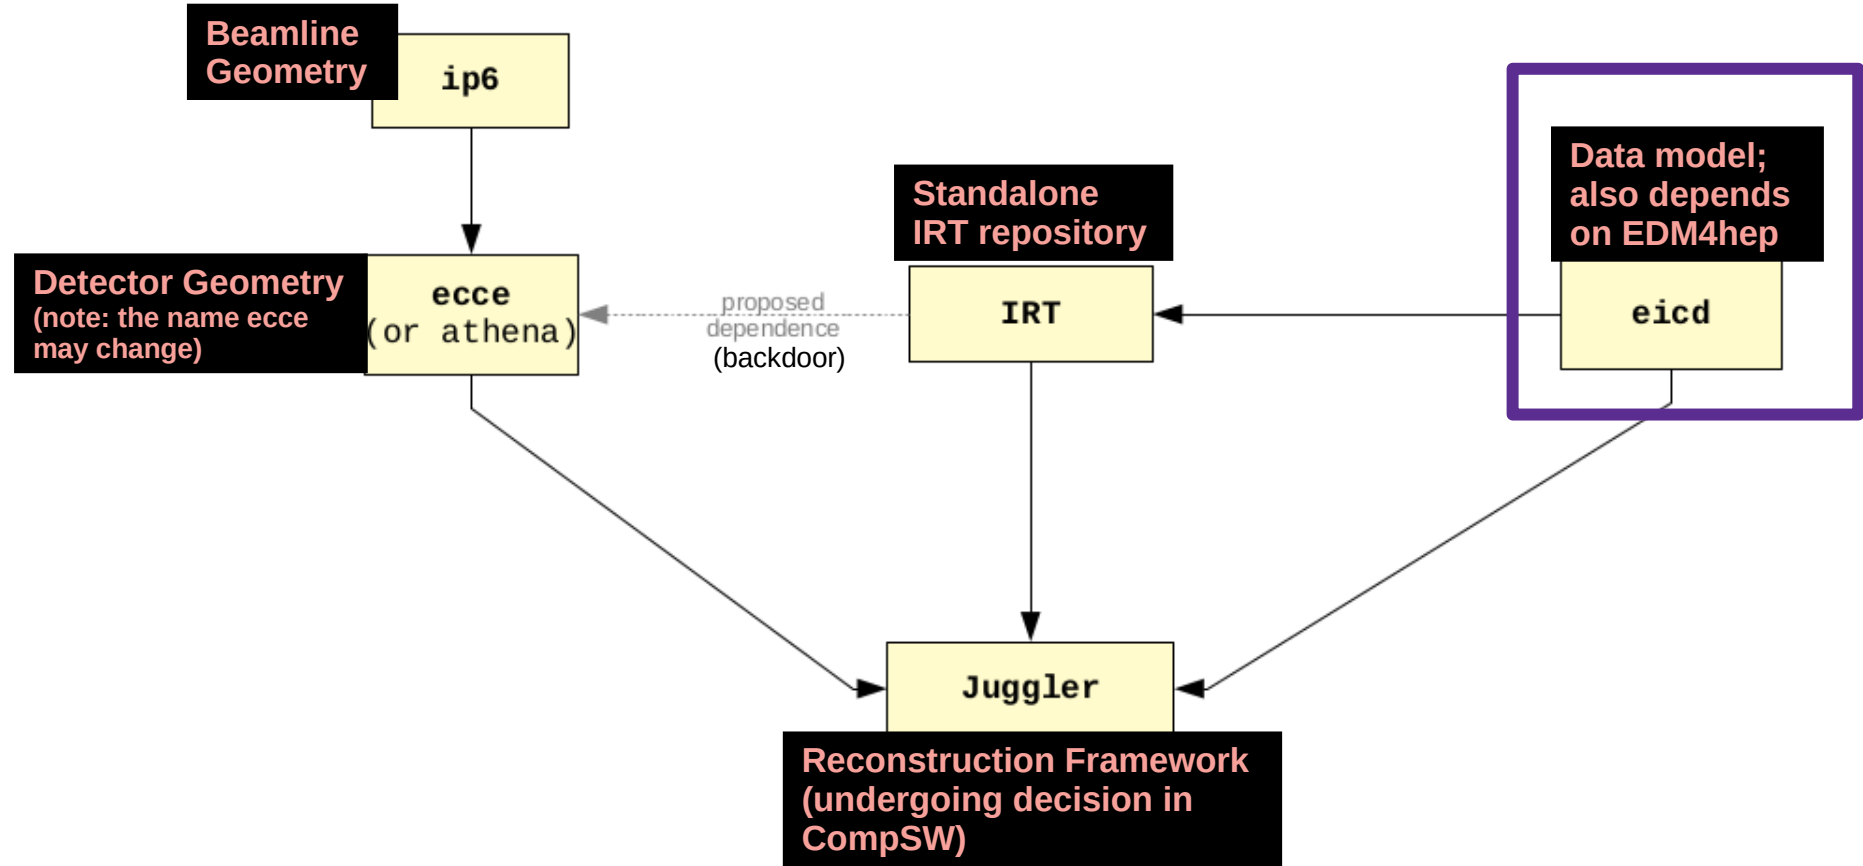 Beamline
Geometry
ip6
Data model;
also depends
on EDM4hep
Standalone
IRT repository
Detector Geometry
(note: the name ecce
may change)
ecce
(or athena)
proposed
dependence
(backdoor)
IRT
eicd
Juggler
Reconstruction Framework
(undergoing decision in
CompSW)